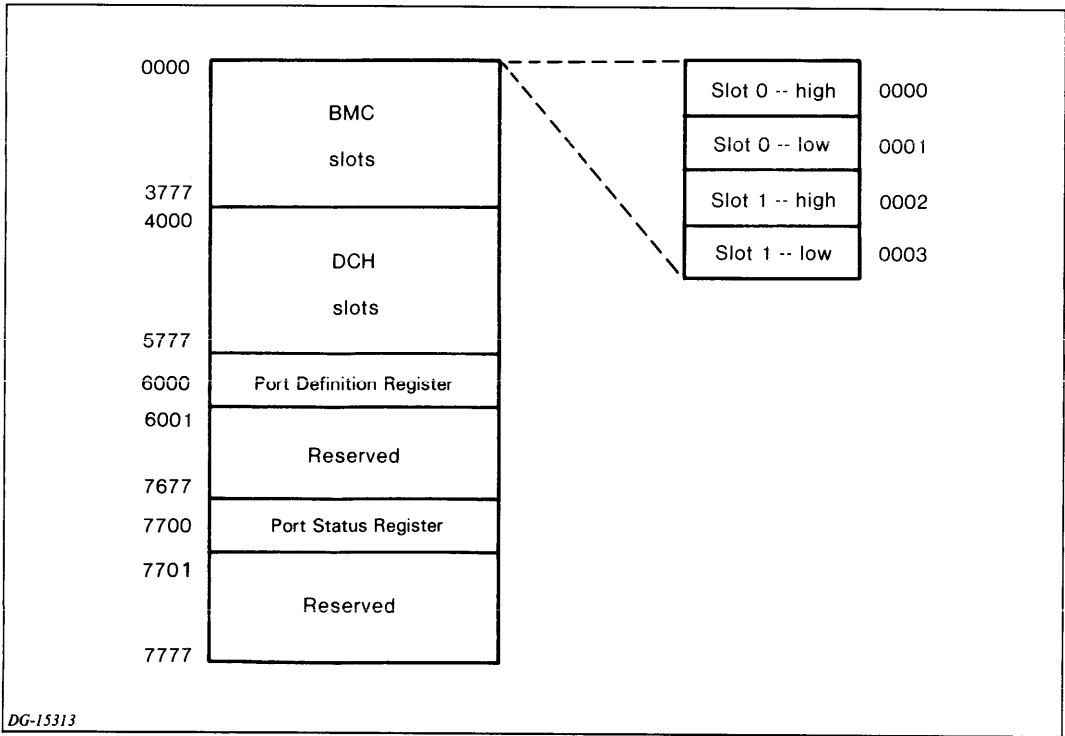 0000
BMC
slots
3777
4000
DCH
slots
5777
6000
Port Definition Register
6001
Reserved
7677
7700
Port Status Register
7701
Reserved
7777
Slot 0 -- high
0000
Slot 0 -- low
0001
Slot 1 -- high
0002
Slot 1 -- low
0003
DG-15313